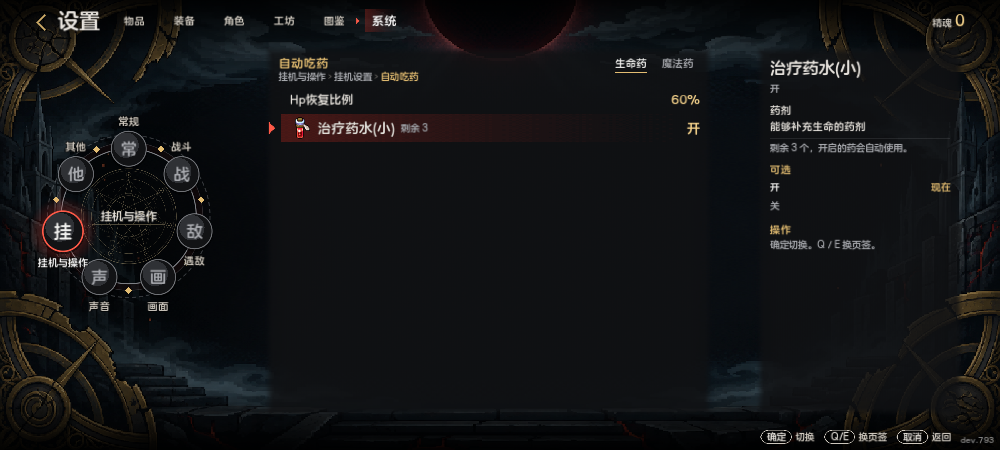 设置 物品 装备 角色 工坊 图鉴 系统 精魂 0
自动吃药 生命药 魔法药
挂机与操作 › 挂机设置 › 自动吃药
Hp恢复比例 60%
治疗药水(小) 剩余 3 开
常规
其他
战斗
常
他
战
挂机与操作
挂
敌
挂机与操作
遇敌
声
画
声音
画面
治疗药水(小)
开
药剂
能够补充生命的药剂
剩余 3 个，开启的药会自动使用。
可选
开 现在
关
操作
确定切换。Q / E 换页签。
确定 切换 Q/E 换页签 取消 返回 dev.793